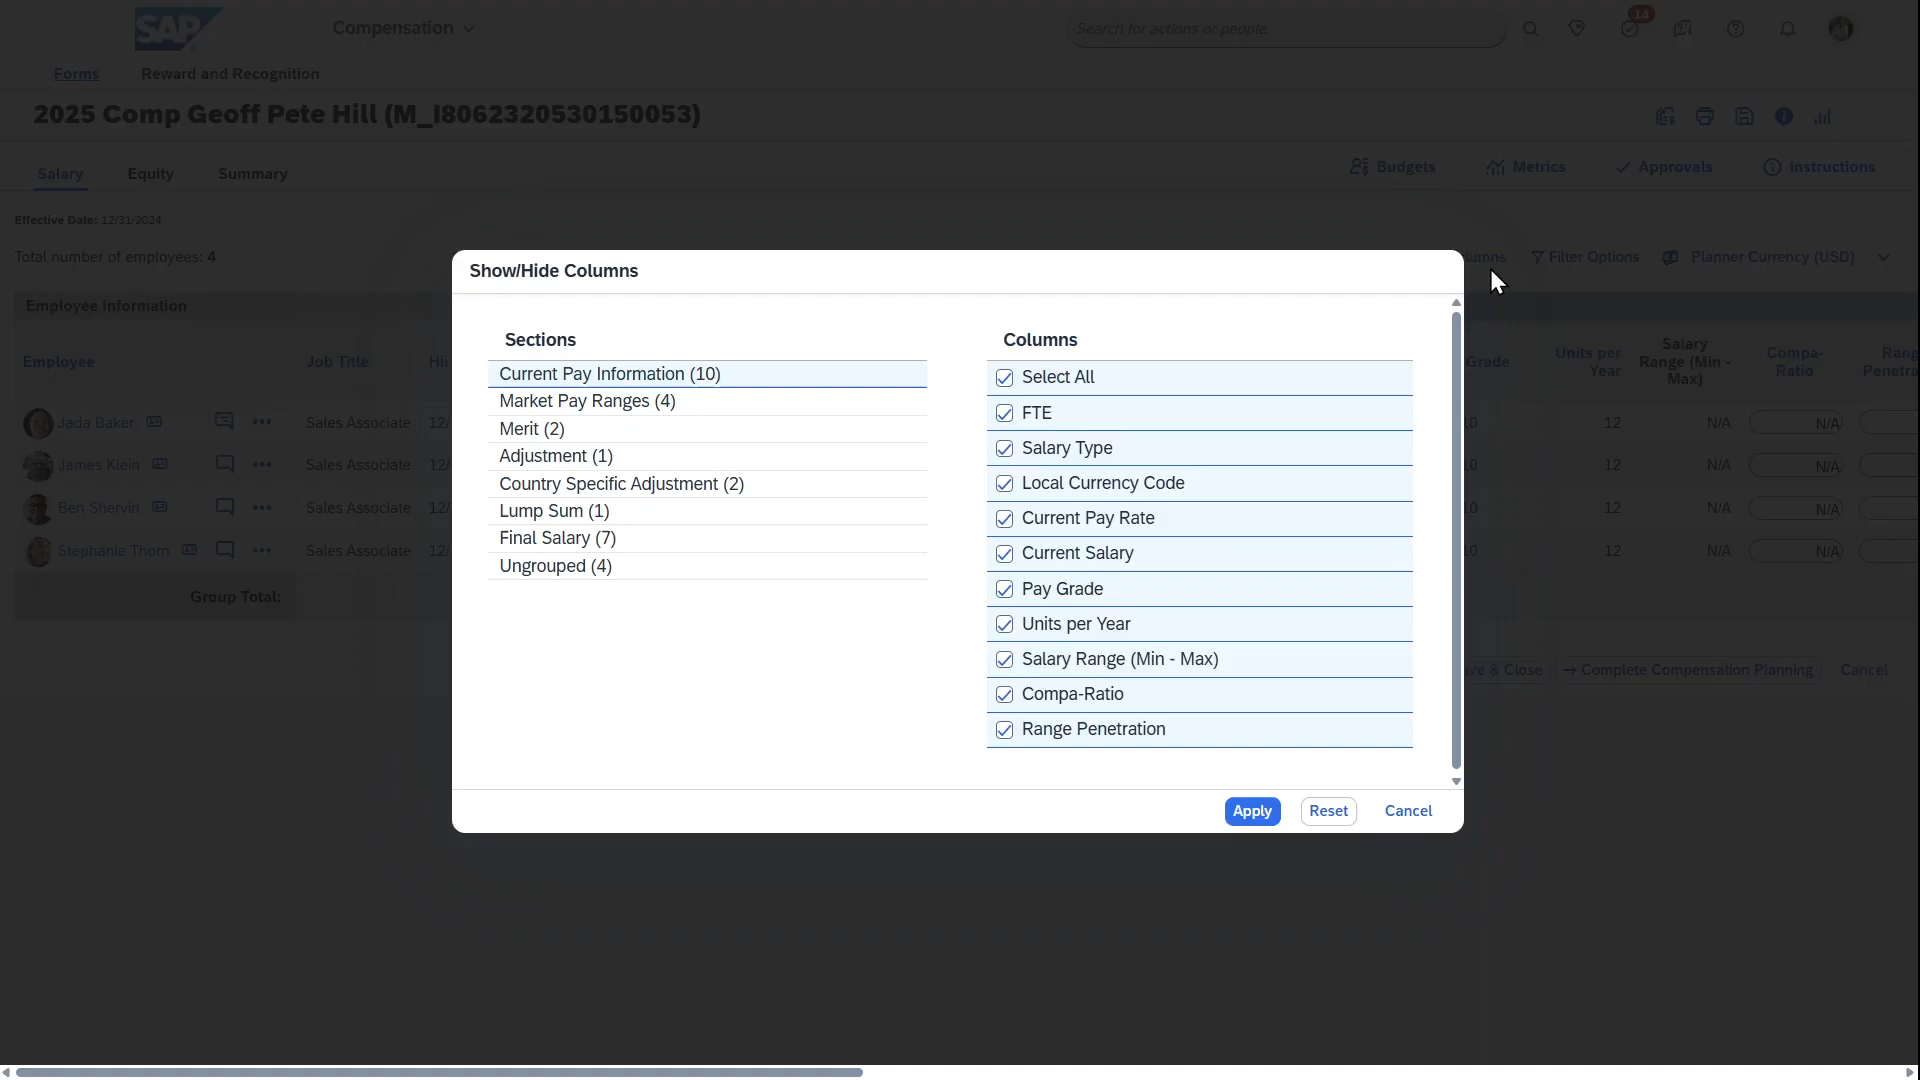 SAP
Compensation
Search for actions or people
14
Forms
Reward and Recognition
2025 Comp Geoff Pete Hill (M_I8062320530150053)
Salary
Equity
Summary
Budgets
Metrics
Approvals
Instructions
Effective Date: 12/31/2024
Total number of employees: 4
Filter Options
Planner Currency (USD)
Employee Information
Employee
Job Title
Grade
Units per
Year
Salary
Range (Min -
Max)
Compa-
Ratio
Jada Baker
Sales Associate
12
N/A
N/A
James Klein
Sales Associate
12
N/A
N/A
Ben Shervin
Sales Associate
12
N/A
N/A
Stephanie Thorn
Sales Associate
12
N/A
N/A
Group Total:
& Close
Complete Compensation Planning
Cancel
Show/Hide Columns
Sections
Current Pay Information (10)
Market Pay Ranges (4)
Merit (2)
Adjustment (1)
Country Specific Adjustment (2)
Lump Sum (1)
Final Salary (7)
Ungrouped (4)
Columns
Select All
FTE
Salary Type
Local Currency Code
Current Pay Rate
Current Salary
Pay Grade
Units per Year
Salary Range (Min - Max)
Compa-Ratio
Range Penetration
Apply
Reset
Cancel